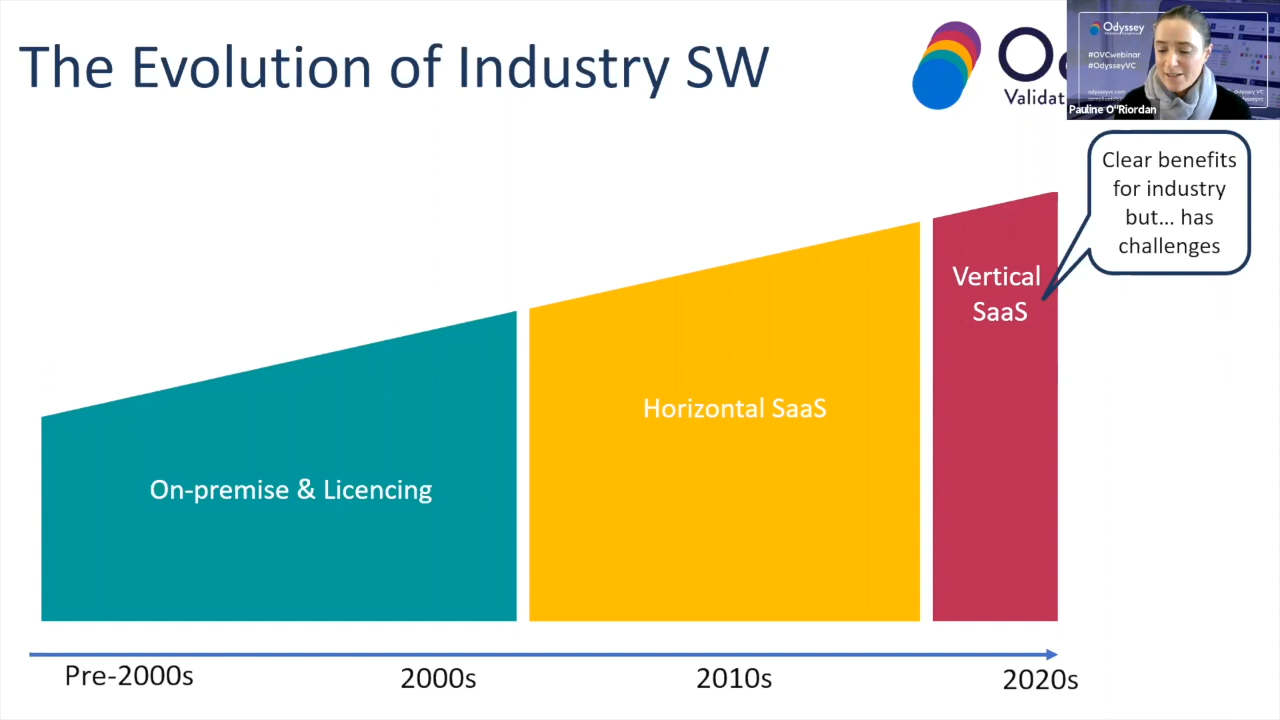 The Evolution of Industry SW
Validat
Odyssey
#OVCwebinar
#OdysseyVC
Pauline O"Riordan
Clear benefits
for industry
but... has
challenges
Vertical
SaaS
Horizontal SaaS
On-premise & Licencing
Pre-2000s
2000s
2010s
2020s